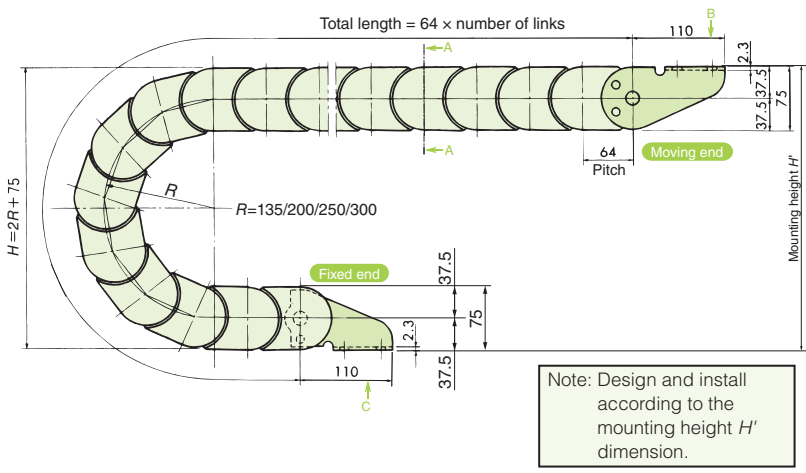 Total length = 64 × number of links
B
110
A
2.3
37.5
37.5
75
A
64
Pitch
Moving end
Mounting height H'
H=2R+75
R
R=135/200/250/300
Fixed end
37.5
75
2.3
37.5
110
C
Note: Design and install
according to the
mounting height H'
dimension.